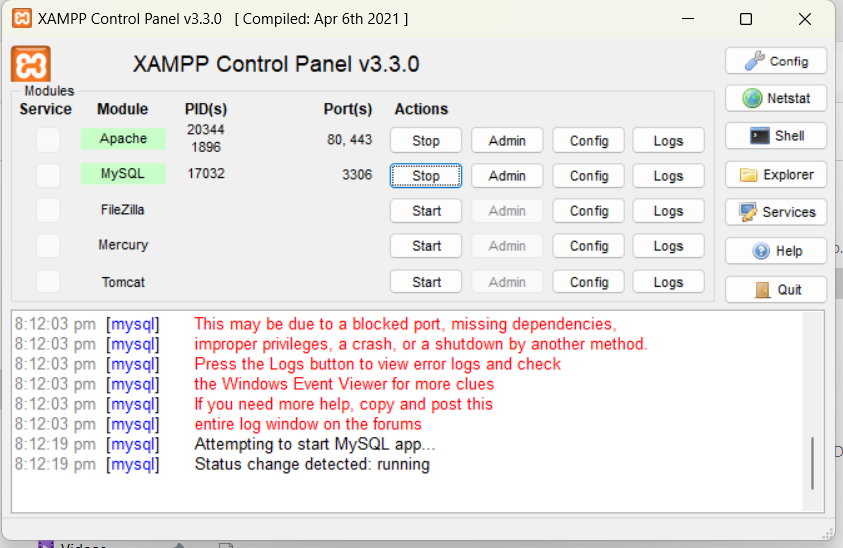 XAMPP Control Panel v3.3.0 [ Compiled: Apr 6th 2021 ]
XAMPP Control Panel v3.3.0
Config
Modules
Service Module PID(s) Port(s) Actions
Netstat
Apache 20344 1896 80, 443 Stop Admin Config Logs
Shell
MySQL 17032 3306 Stop Admin Config Logs
Explorer
FileZilla Start Admin Config Logs
Services
Mercury Start Admin Config Logs
Help
Tomcat Start Admin Config Logs
Quit
8:12:03 pm [mysql] This may be due to a blocked port, missing dependencies,
8:12:03 pm [mysql] improper privileges, a crash, or a shutdown by another method.
8:12:03 pm [mysql] Press the Logs button to view error logs and check
8:12:03 pm [mysql] the Windows Event Viewer for more clues
8:12:03 pm [mysql] If you need more help, copy and post this
8:12:03 pm [mysql] entire log window on the forums
8:12:19 pm [mysql] Attempting to start MySQL app...
8:12:19 pm [mysql] Status change detected: running